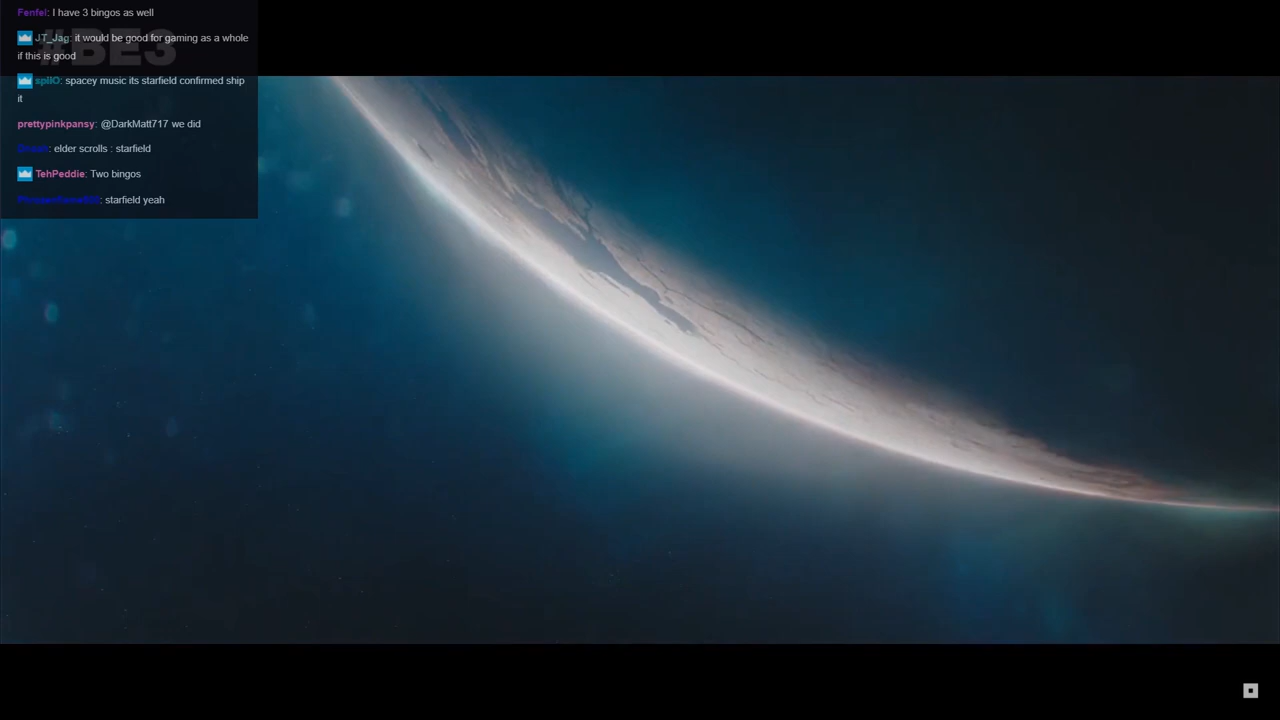 Fenfel: I have 3 bingos as well
#BE3
JT_Jag: it would be good for gaming as a whole
if this is good
spIIO: spacey music its starfield confirmed ship
it
prettypinkpansy: @DarkMatt717 we did
: elder scrolls : starfield
TehPeddie: Two bingos
: starfield yeah